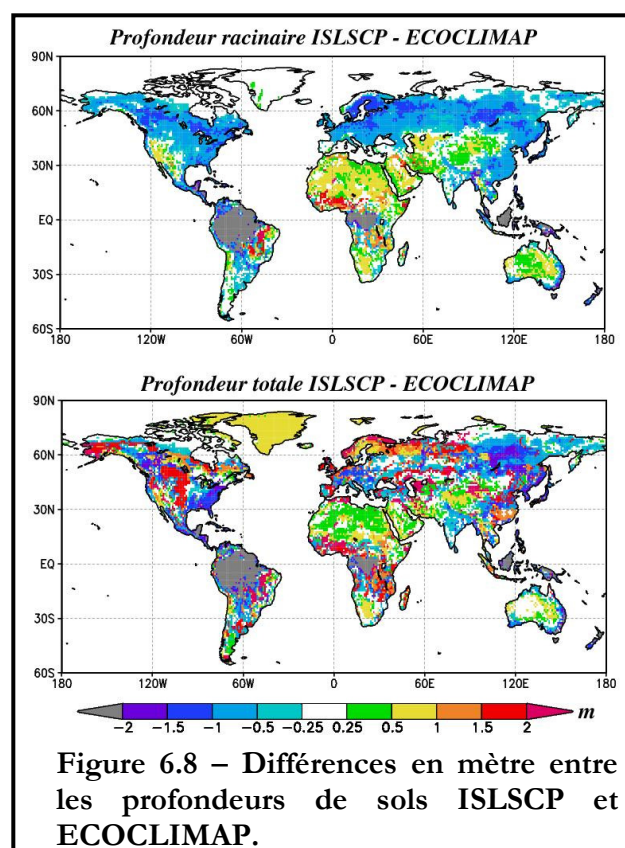 Profondeur racinaire ISLSCP - ECOCLIMAP
90N
60N
30N
EQ
30S
60S
180 120W 60W 0 60E 120E 180
Profondeur totale ISLSCP - ECOCLIMAP
90N
60N
30N
EQ
30S
60S
180 120W 60W 0 60E 120E 180
-2 -1.5 -1 -0.5 -0.25 0.25 0.5 1 1.5 2 m
Figure 6.8 – Différences en mètre entre
les profondeurs de sols ISLSCP et
ECOCLIMAP.